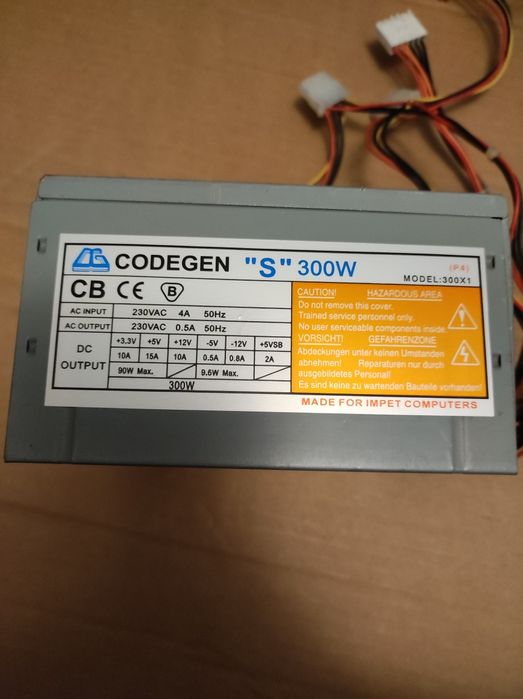 CODEGEN "S" 300W
(P.4)
MODEL:300X1
CB CE B
AC INPUT 230VAC 4A 50Hz
AC OUTPUT 230VAC 0.5A 50Hz
DC OUTPUT
+3.3V +5V +12V -5V -12V +5VSB
10A 15A 10A 0.5A 0.8A 2A
90W Max. 9.6W Max.
300W
CAUTION! HAZARDOUS AREA
Do not remove this cover.
Trained service personnel only.
No user serviceable components inside.
VORSICHT! GEFAHRENZONE
Abdeckungen unter keinen Umständen
abnehmen! Reparaturen nur durch
ausgebildetes Personal!
Es sind keine zu wartenden Bauteile vorhanden!
MADE FOR IMPET COMPUTERS